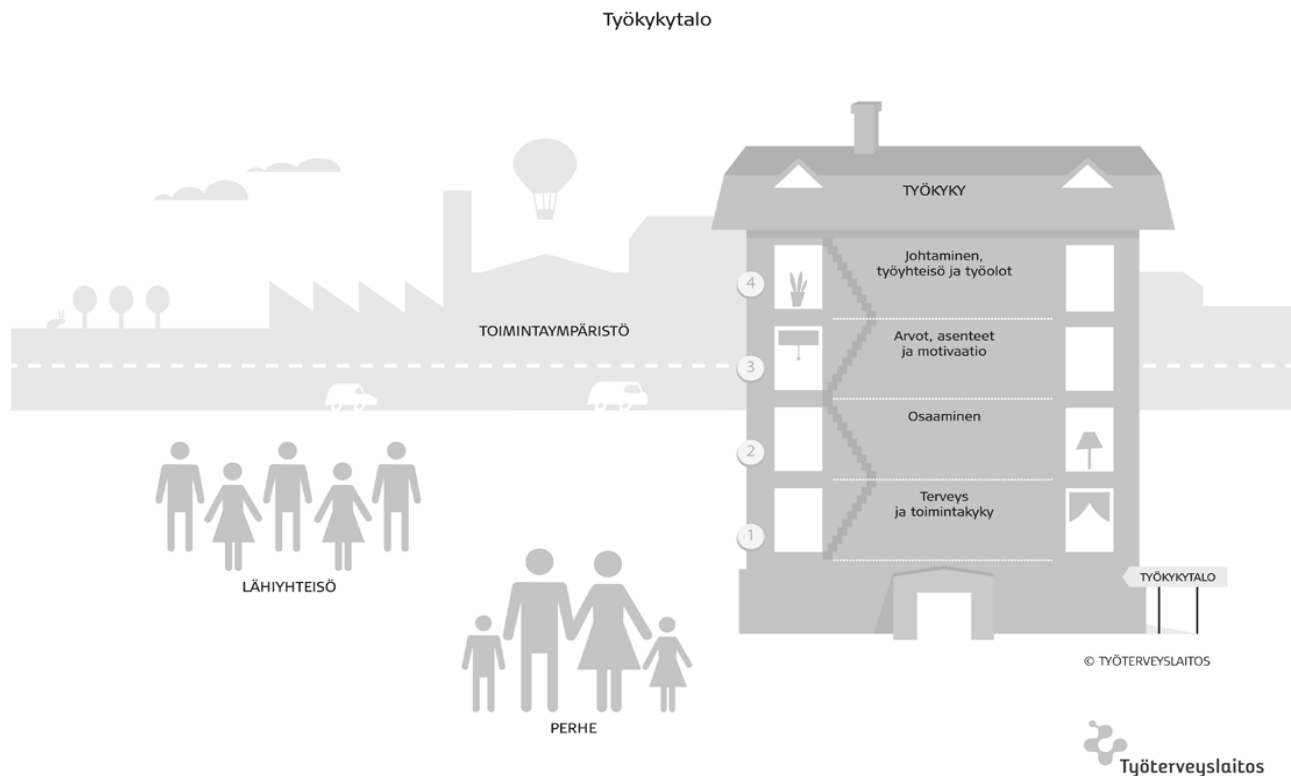 Työkykytalo
TYÖKYKY
4
Johtaminen,
työyhteisö ja työolot
TOIMINTAYMPÄRISTÖ
3
Arvot, asenteet
ja motivaatio
2
Osaaminen
1
Terveys
ja toimintakyky
LÄHIYHTEISÖ
TYÖKYKYTALO
© TYÖTERVEYSLAITOS
PERHE
Työterveyslaitos